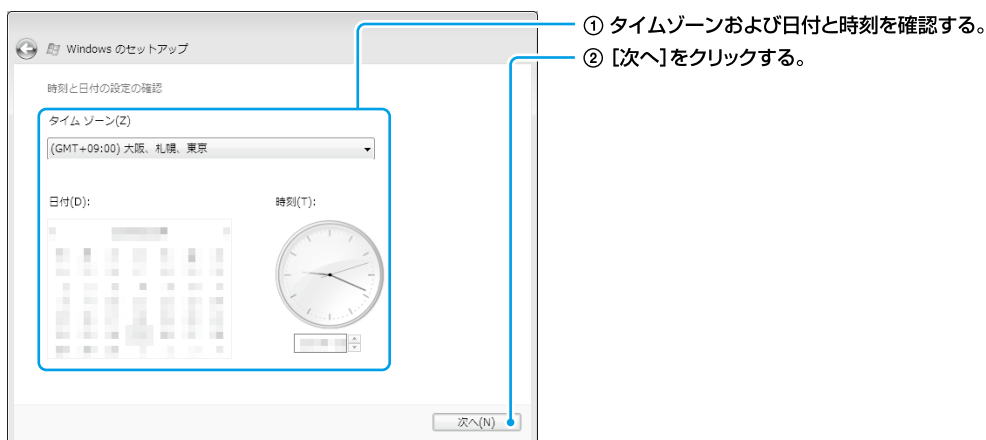 ① タイムゾーンおよび日付と時刻を確認する。
② [次へ]をクリックする。
Windows のセットアップ
時刻と日付の設定の確認
タイム ゾーン(Z)
(GMT+09:00) 大阪、札幌、東京
日付(D):
時刻(T):
次へ(N)